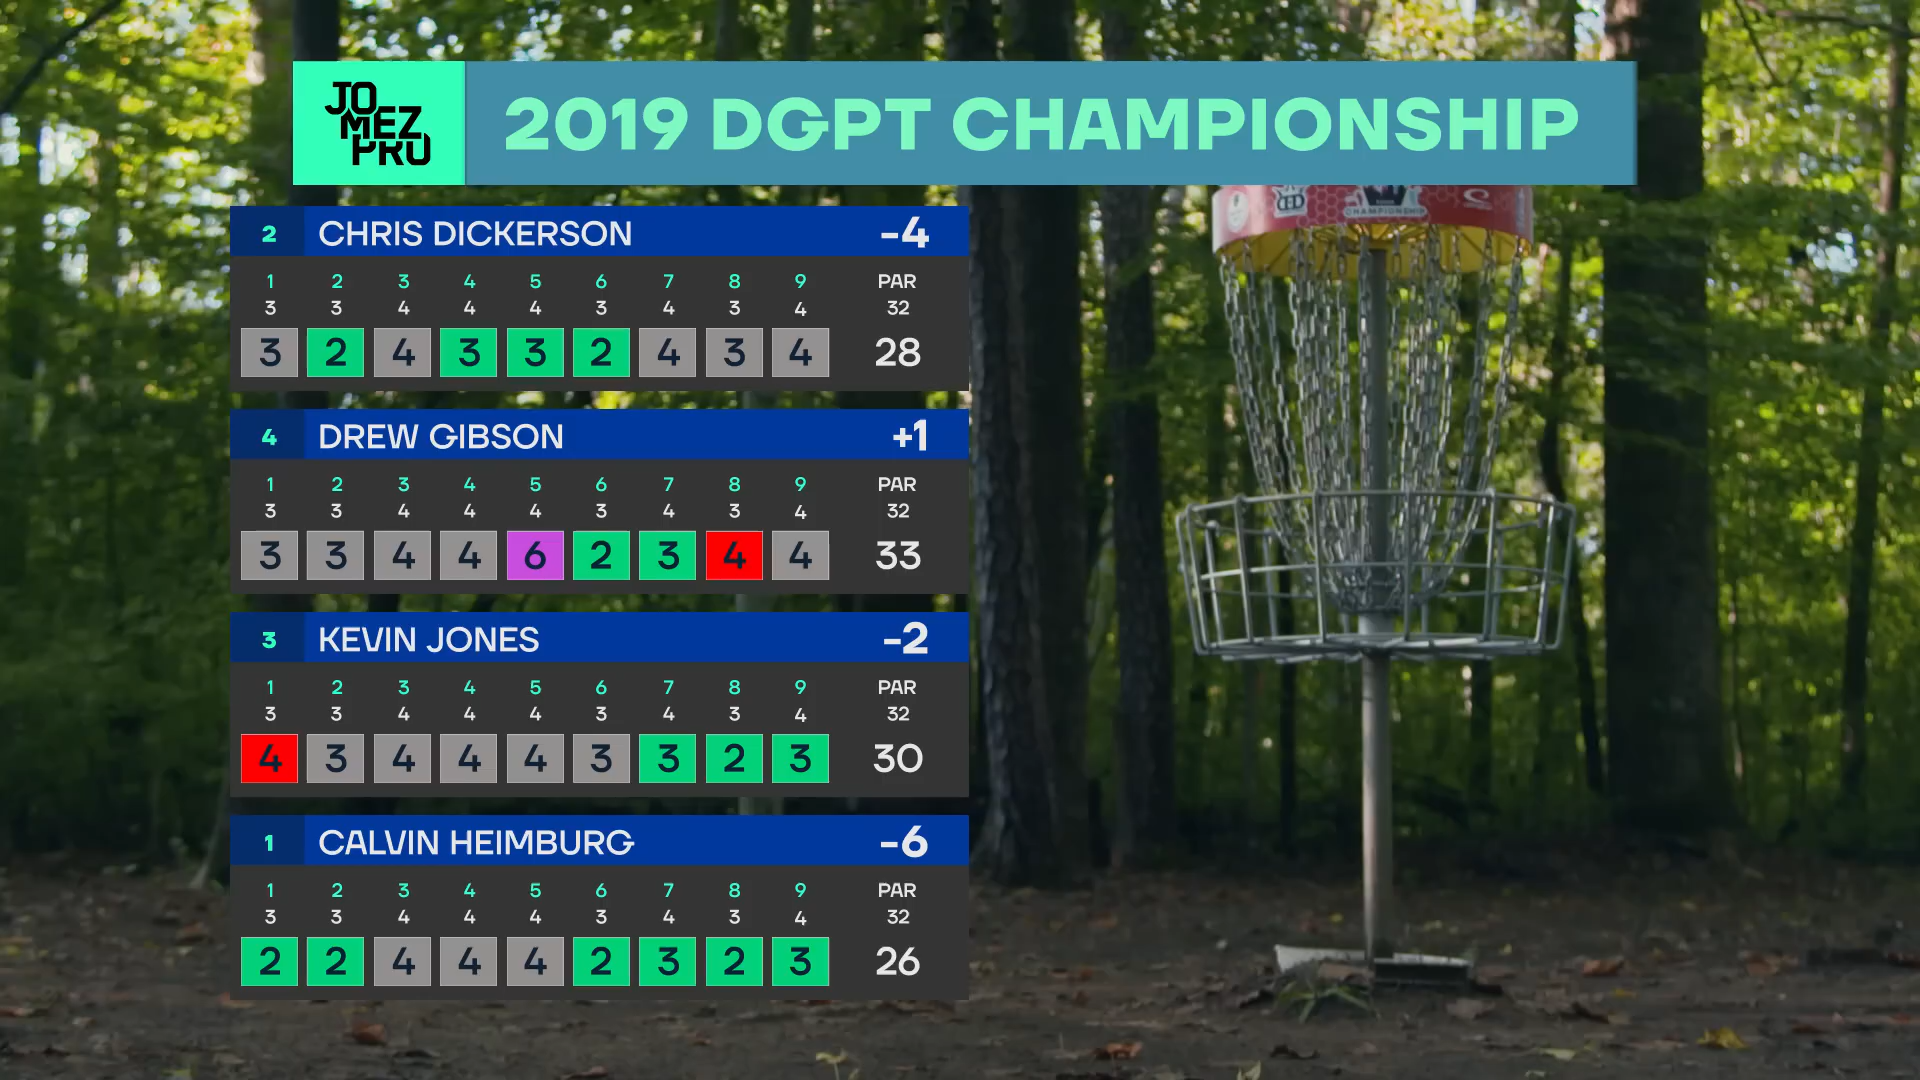 JO
MEZ
PRO
2019 DGPT CHAMPIONSHIP
2 CHRIS DICKERSON -4
1 2 3 4 5 6 7 8 9 PAR
3 3 4 4 4 3 4 3 4 32
3 2 4 3 3 2 4 3 4 28
4 DREW GIBSON +1
1 2 3 4 5 6 7 8 9 PAR
3 3 4 4 4 3 4 3 4 32
3 3 4 4 6 2 3 4 4 33
3 KEVIN JONES -2
1 2 3 4 5 6 7 8 9 PAR
3 3 4 4 4 3 4 3 4 32
4 3 4 4 4 3 3 2 3 30
1 CALVIN HEIMBURG -6
1 2 3 4 5 6 7 8 9 PAR
3 3 4 4 4 3 4 3 4 32
2 2 4 4 4 2 3 2 3 26
CHAMPIONSHIP